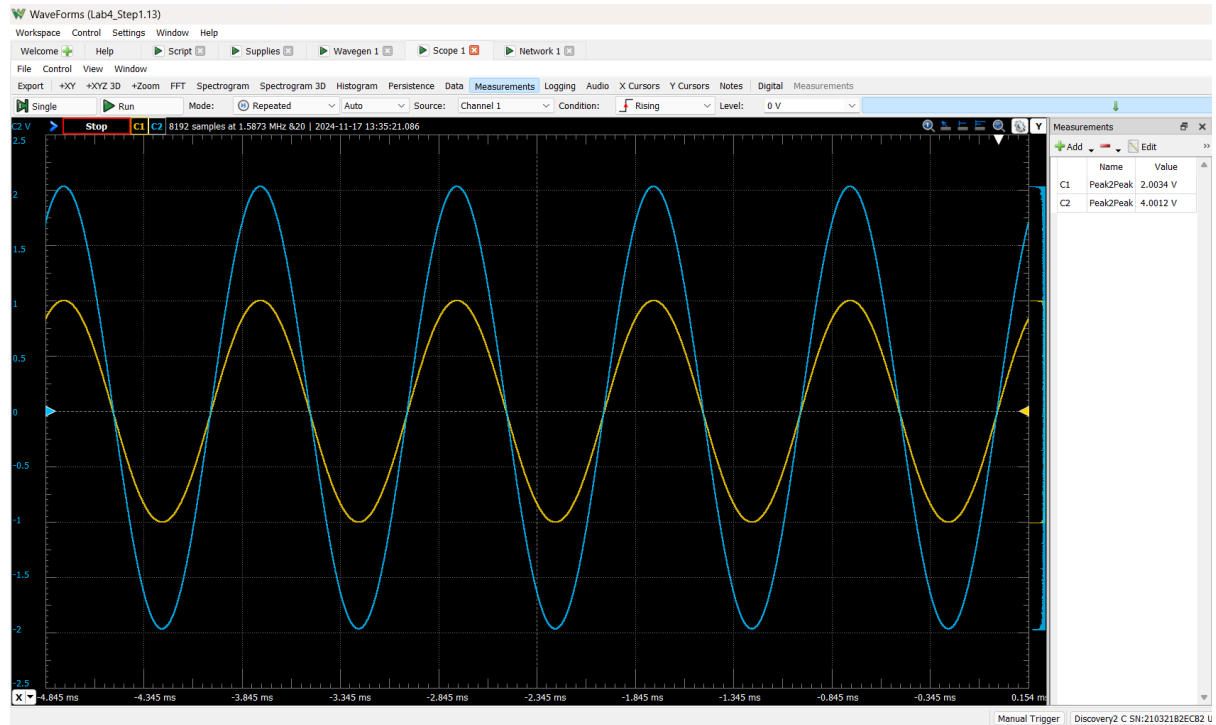 WaveForms (Lab4_Step1.13)
Workspace Control Settings Window Help
Welcome Help Script Supplies Wavegen 1 Scope 1 Network 1
File Control View Window
Export +XY +XYZ 3D +Zoom FFT Spectrogram Spectrogram 3D Histogram Persistence Data Measurements Logging Audio X Cursors Y Cursors Notes Digital Measurements
Single Run Mode: Repeated Auto Source: Channel 1 Condition: Rising Level: 0 V
C2 V Stop C1 C2 8192 samples at 1.5873 MHz &20 | 2024-11-17 13:35:21.086 Y
Measurements
Add Edit
Name Value
C1 Peak2Peak 2.0034 V
C2 Peak2Peak 4.0012 V
2.5
2
1.5
1
0.5
0
-0.5
-1
-1.5
-2
-2.5
X -4.845 ms -4.345 ms -3.845 ms -3.345 ms -2.845 ms -2.345 ms -1.845 ms -1.345 ms -0.845 ms -0.345 ms 0.154 ms
Manual Trigger Discovery2 C SN:210321B2ECB2